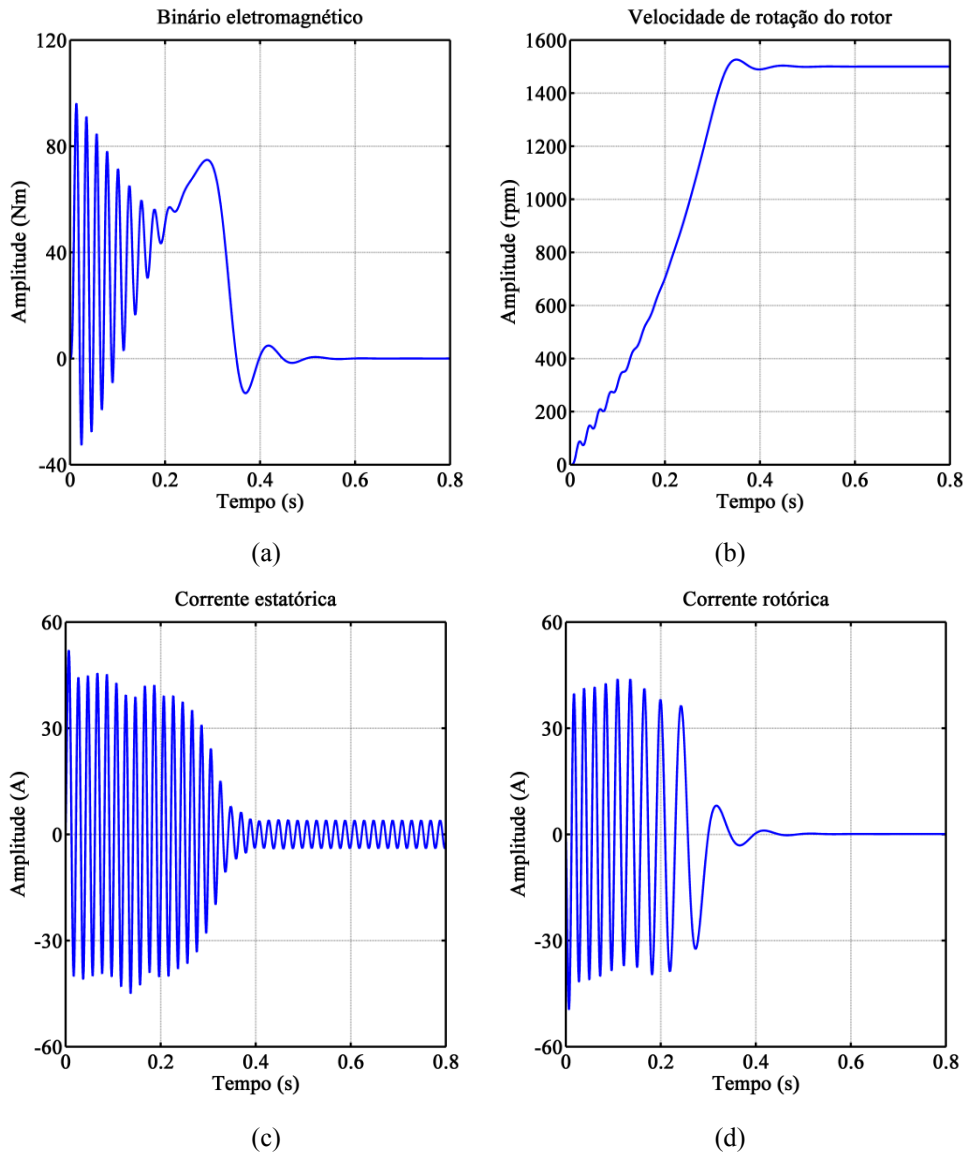 Binário eletromagnético
120
80
40
0
-40
Amplitude (Nm)
0 0.2 0.4 0.6 0.8
Tempo (s)
(a)
Velocidade de rotação do rotor
1600
1400
1200
1000
800
600
400
200
0
Amplitude (rpm)
0 0.2 0.4 0.6 0.8
Tempo (s)
(b)
Corrente estatórica
60
30
0
-30
-60
Amplitude (A)
0 0.2 0.4 0.6 0.8
Tempo (s)
(c)
Corrente rotórica
60
30
0
-30
-60
Amplitude (A)
0 0.2 0.4 0.6 0.8
Tempo (s)
(d)